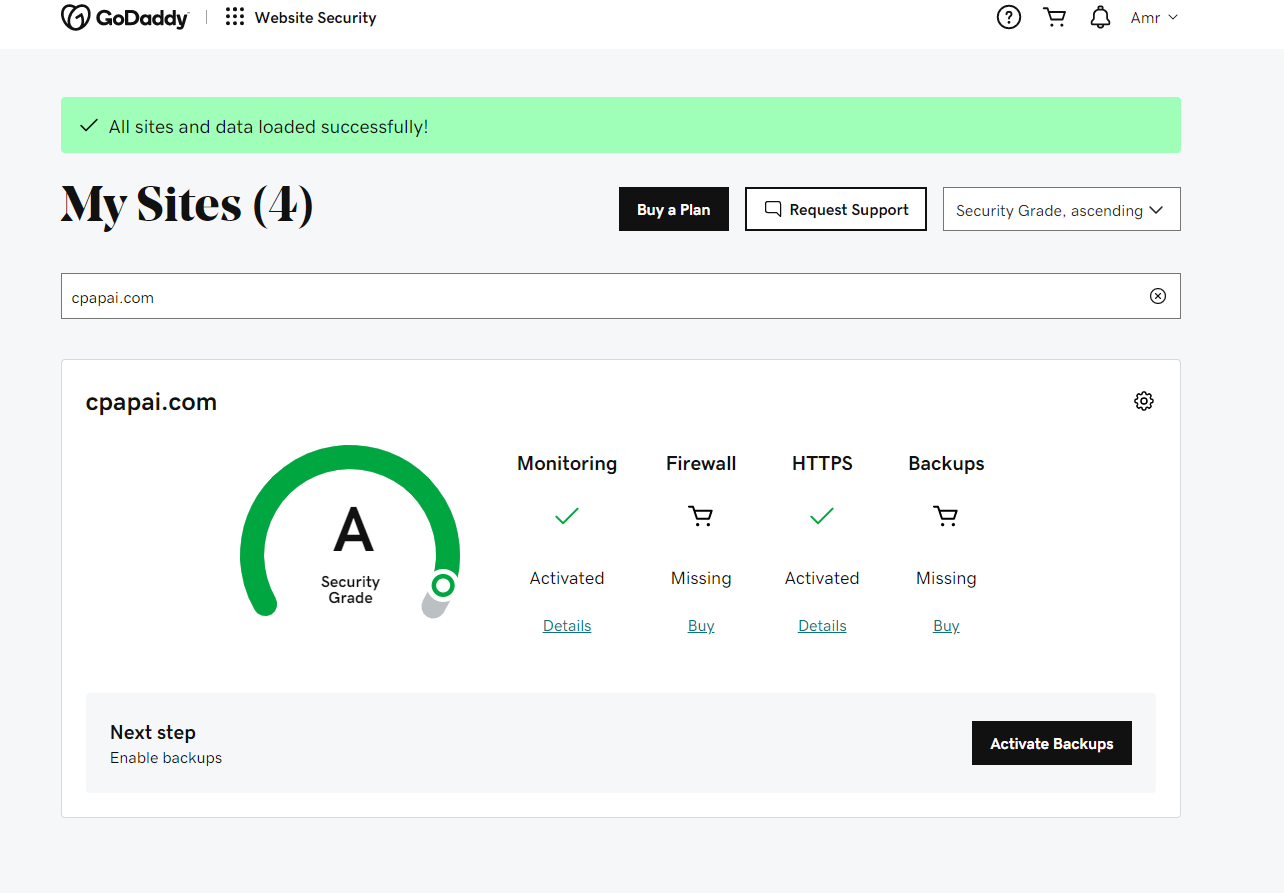 GoDaddy Website Security Amr
All sites and data loaded successfully!
My Sites (4) Buy a Plan Request Support Security Grade, ascending
cpapai.com
cpapai.com
Monitoring Firewall HTTPS Backups
A
Security
Grade
Activated Missing Activated Missing
Details Buy Details Buy
Next step
Enable backups
Activate Backups